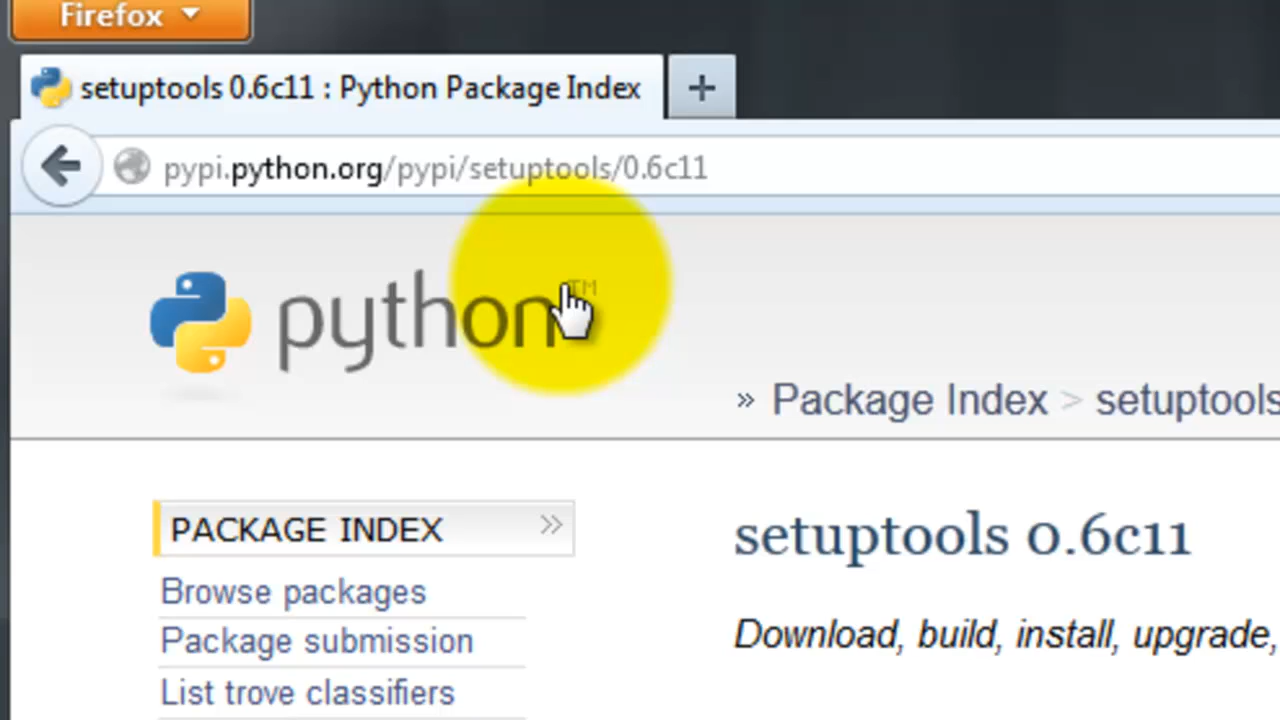 Firefox
setuptools 0.6c11 : Python Package Index
pypi.python.org/pypi/setuptools/0.6c11
python™
» Package Index > setuptools
PACKAGE INDEX »
setuptools 0.6c11
Browse packages
Package submission
Download, build, install, upgrade,
List trove classifiers